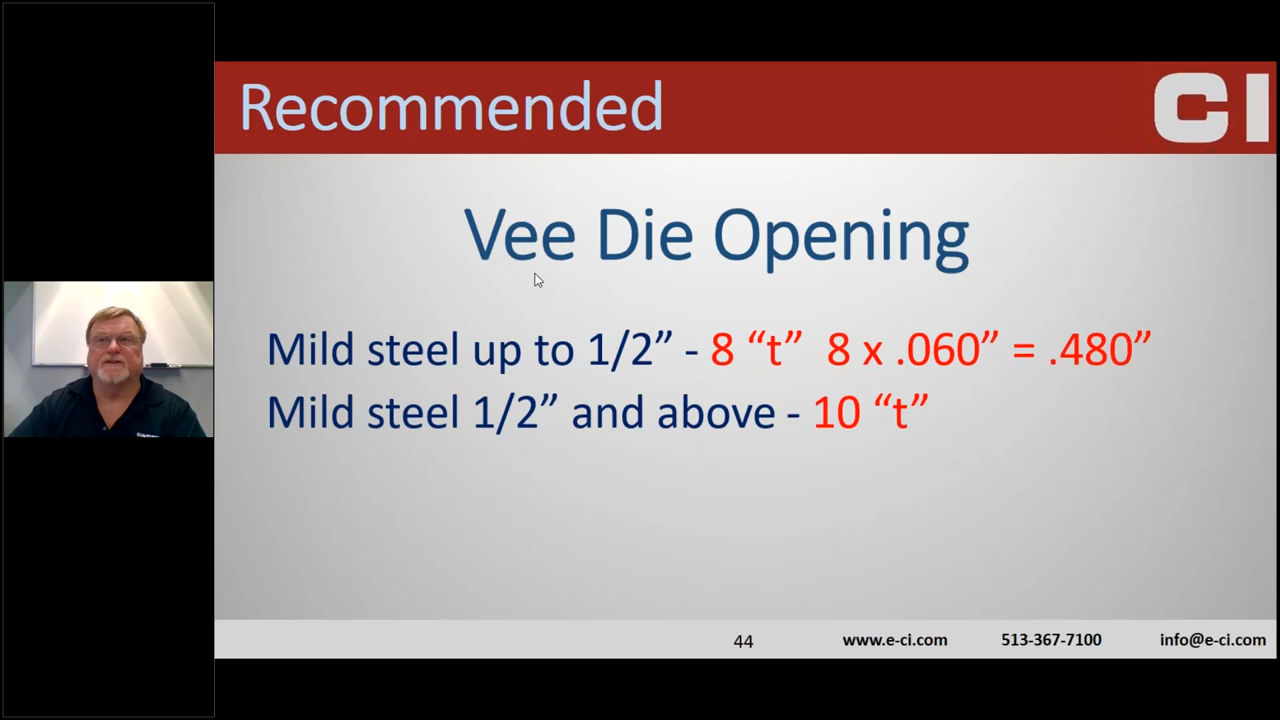 Recommended
CI
Vee Die Opening
Mild steel up to 1/2” - 8 “t” 8 x .060” = .480”
Mild steel 1/2” and above - 10 “t”
44 www.e-ci.com 513-367-7100 info@e-ci.com